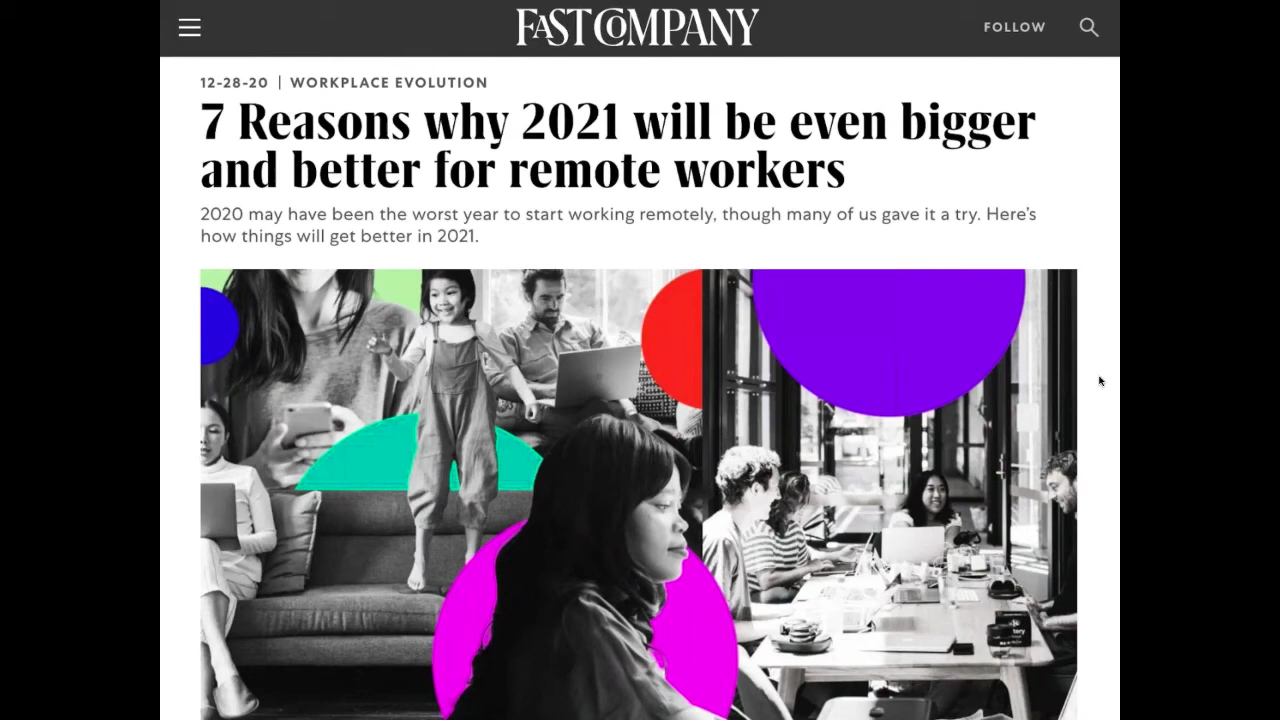 FAST COMPANY
FOLLOW
12-28-20 | WORKPLACE EVOLUTION
7 Reasons why 2021 will be even bigger
and better for remote workers
2020 may have been the worst year to start working remotely, though many of us gave it a try. Here's
how things will get better in 2021.